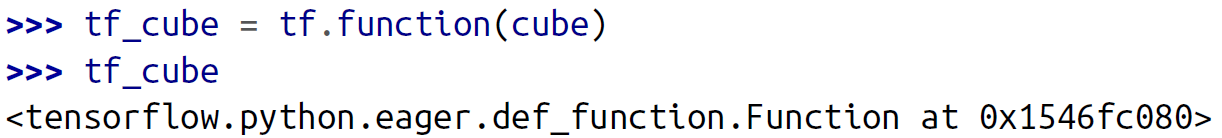 >>> tf_cube = tf.function(cube)
>>> tf_cube
<tensorflow.python.eager.def_function.Function at 0x1546fc080>